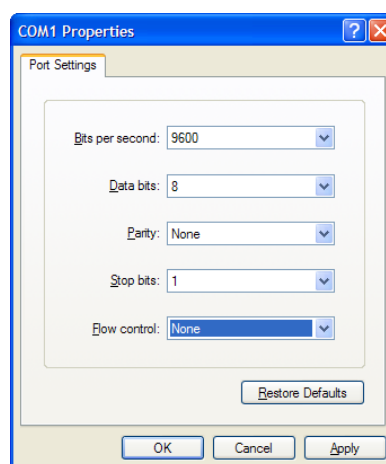 COM1 Properties
Port Settings
Bits per second: 9600
Data bits: 8
Parity: None
Stop bits: 1
Flow control: None
Restore Defaults
OK Cancel Apply